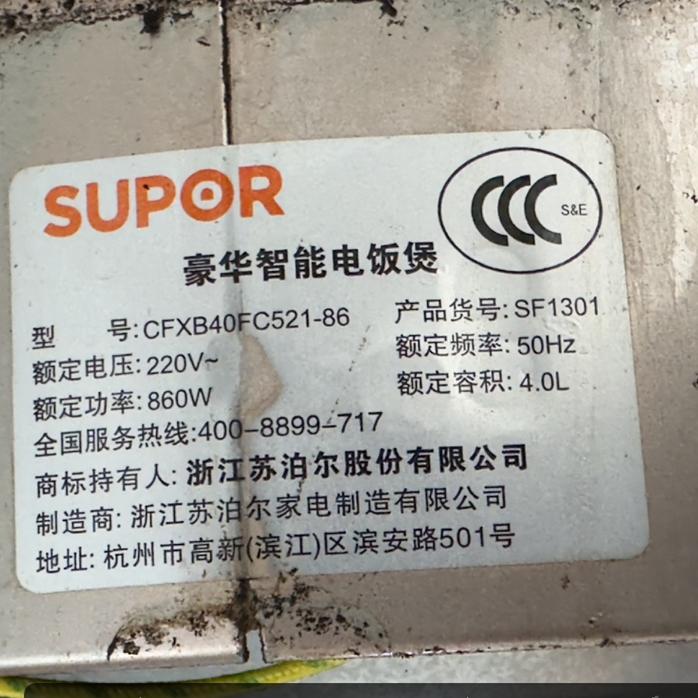 SUPOR
CCC S&E
豪华智能电饭煲
型 号:CFXB40FC521-86 产品货号:SF1301
额定电压:220V~ 额定频率:50Hz
额定功率:860W 额定容积:4.0L
全国服务热线:400-8899-717
商标持有人:浙江苏泊尔股份有限公司
制造商:浙江苏泊尔家电制造有限公司
地址:杭州市高新(滨江)区滨安路501号